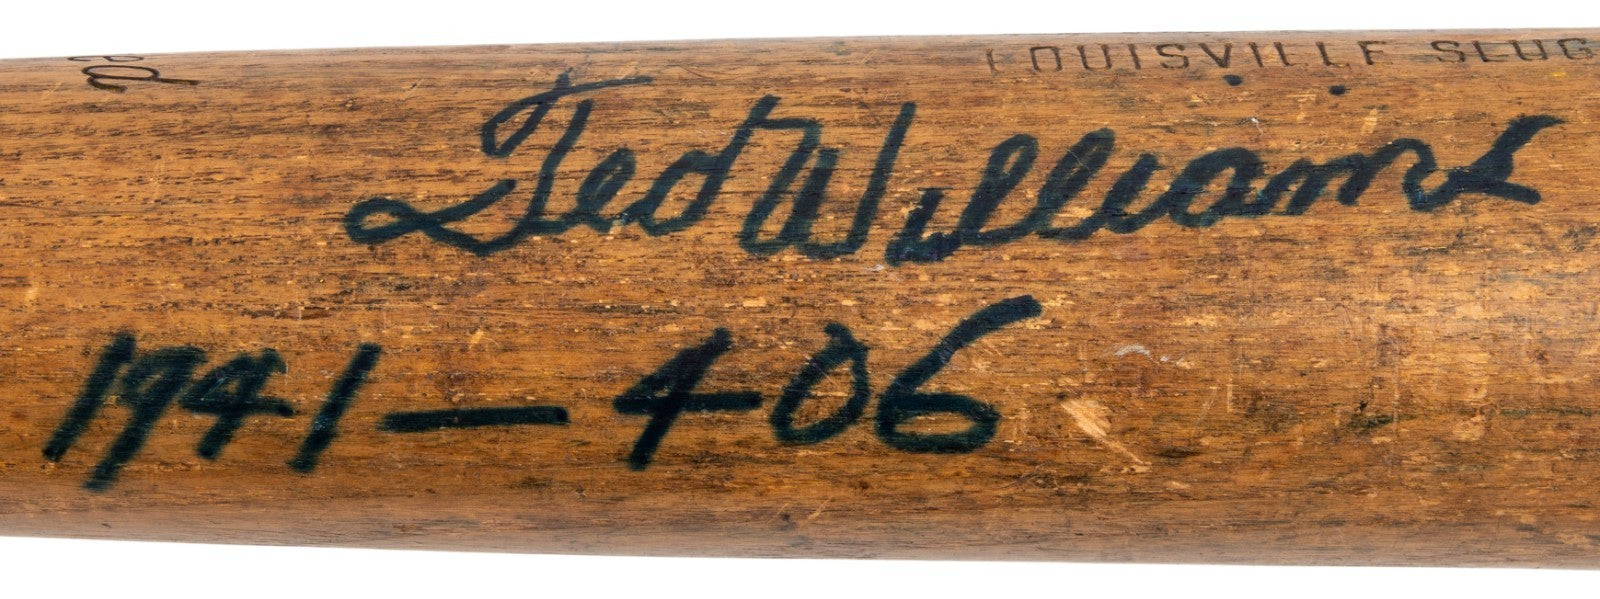 LOUISVILLE SLUG
Ted Williams
1941 — 406